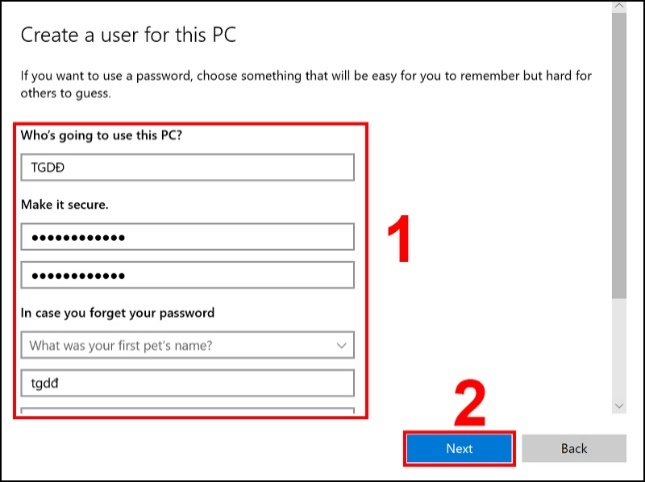 Create a user for this PC
If you want to use a password, choose something that will be easy for you to remember but hard for
others to guess.
Who's going to use this PC?
TGDĐ
Make it secure.
●●●●●●●●●●●●
●●●●●●●●●●●●
1
In case you forget your password
What was your first pet's name?
tgdđ
2
Next
Back